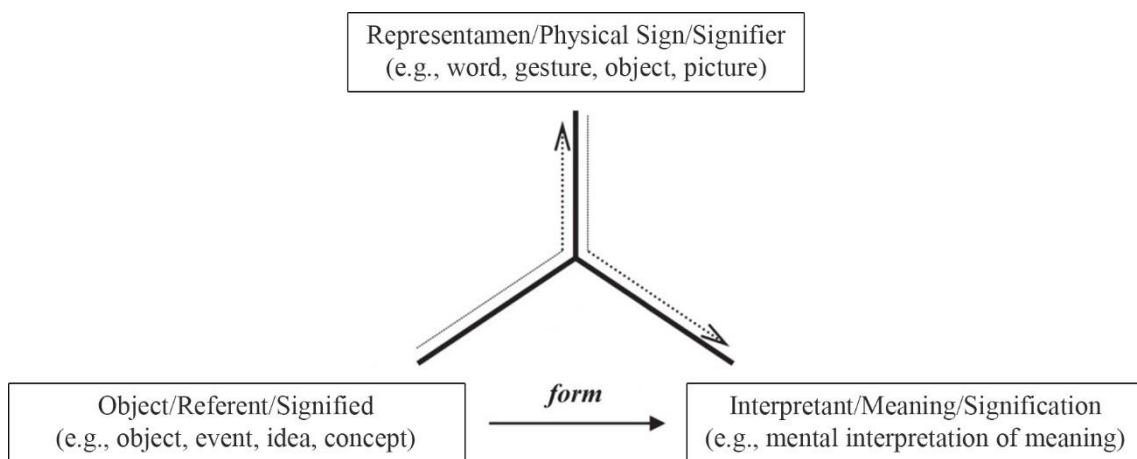 Representamen/Physical Sign/Signifier
(e.g., word, gesture, object, picture)
form
Object/Referent/Signified
(e.g., object, event, idea, concept)
Interpretant/Meaning/Signification
(e.g., mental interpretation of meaning)